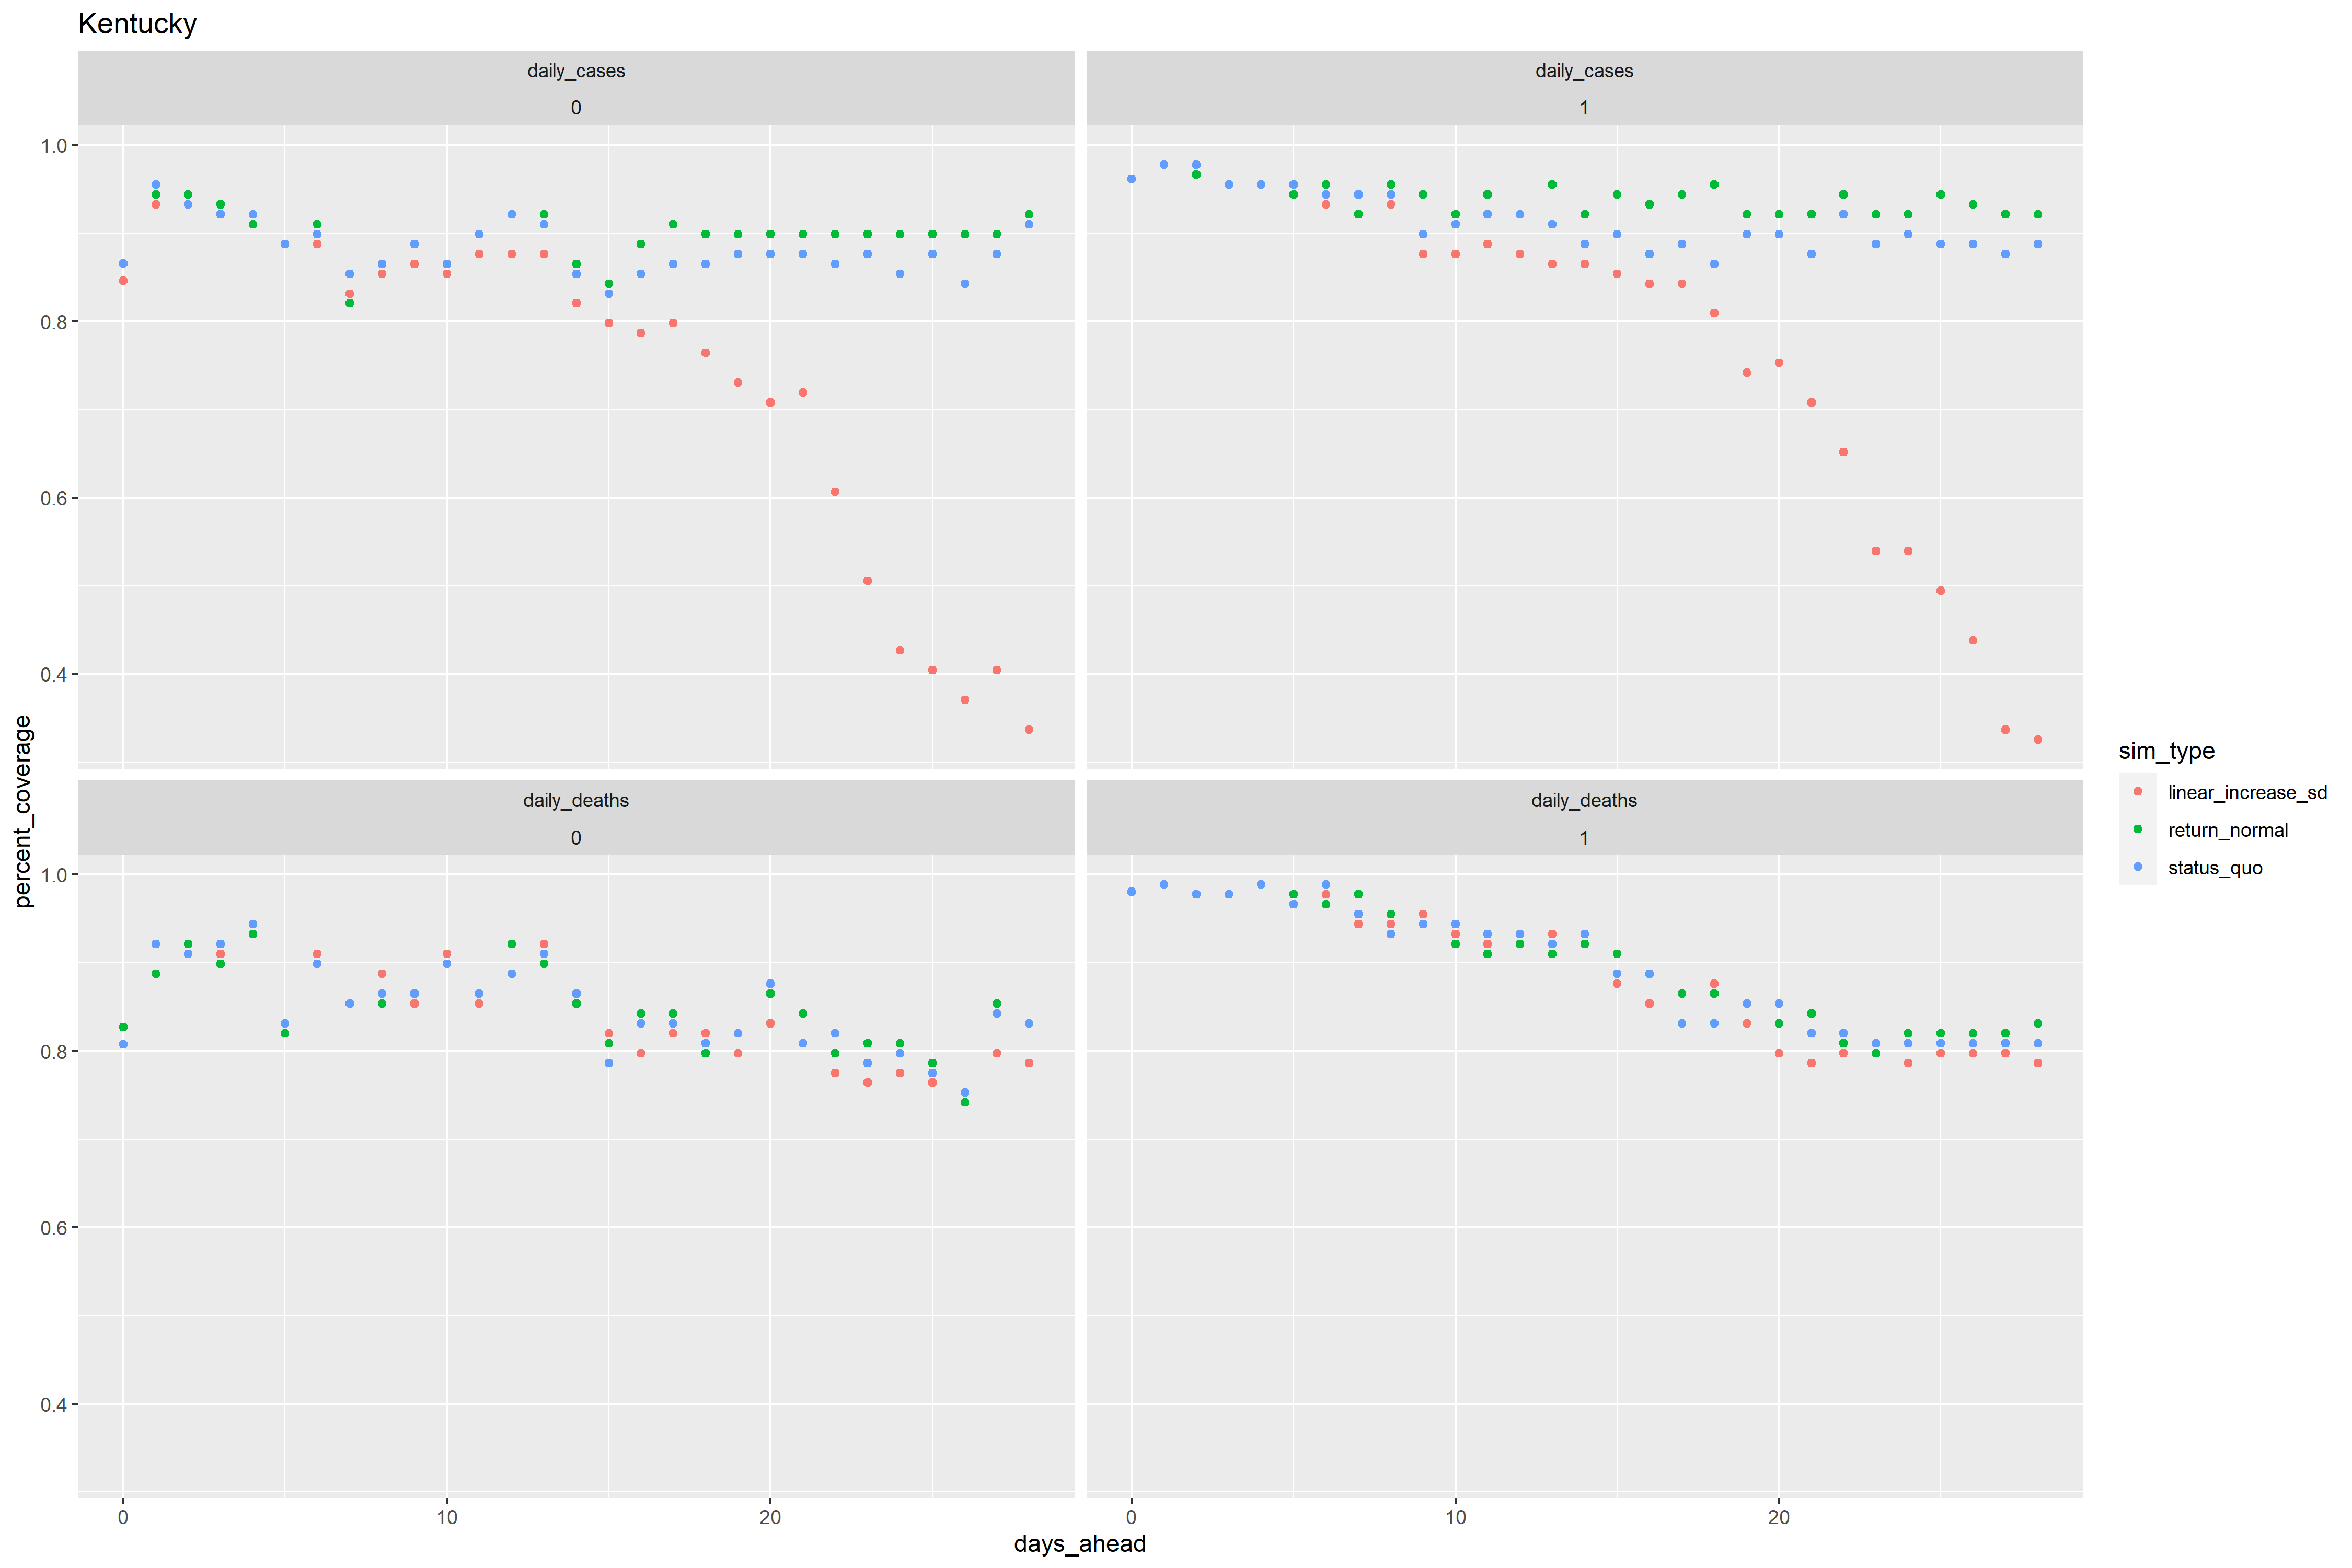 Kentucky
daily_cases
0
daily_cases
1
1.0
0.8
0.6
0.4
daily_deaths
0
daily_deaths
1
1.0
0.8
0.6
0.4
0
10
20
0
10
20
days_ahead
percent_coverage
sim_type
linear_increase_sd
return_normal
status_quo